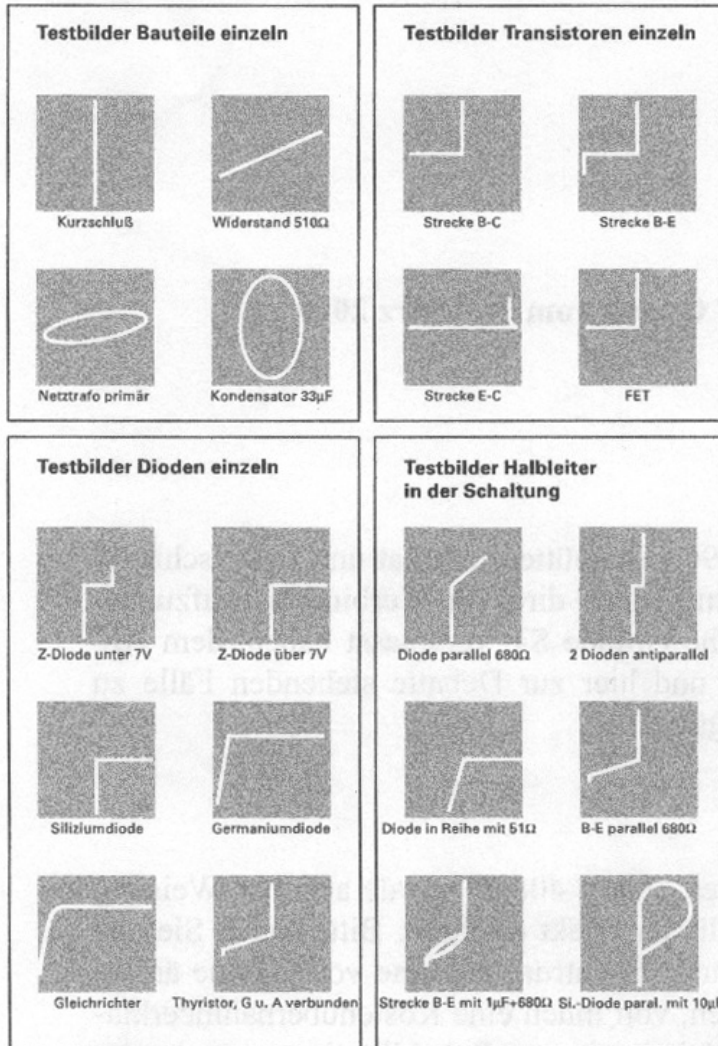 Testbilder Bauteile einzeln
Kurzschluß
Widerstand 510Ω
Netztrafo primär
Kondensator 33µF
Testbilder Transistoren einzeln
Strecke B-C
Strecke B-E
Strecke E-C
FET
Testbilder Dioden einzeln
Z-Diode unter 7V
Z-Diode über 7V
Siliziumdiode
Germaniumdiode
Gleichrichter
Thyristor, G u. A verbunden
Testbilder Halbleiter
in der Schaltung
Diode parallel 680Ω
2 Dioden antiparallel
Diode in Reihe mit 51Ω
B-E parallel 680Ω
Strecke B-E mit 1µF+680Ω
Si.-Diode paral. mit 10µF